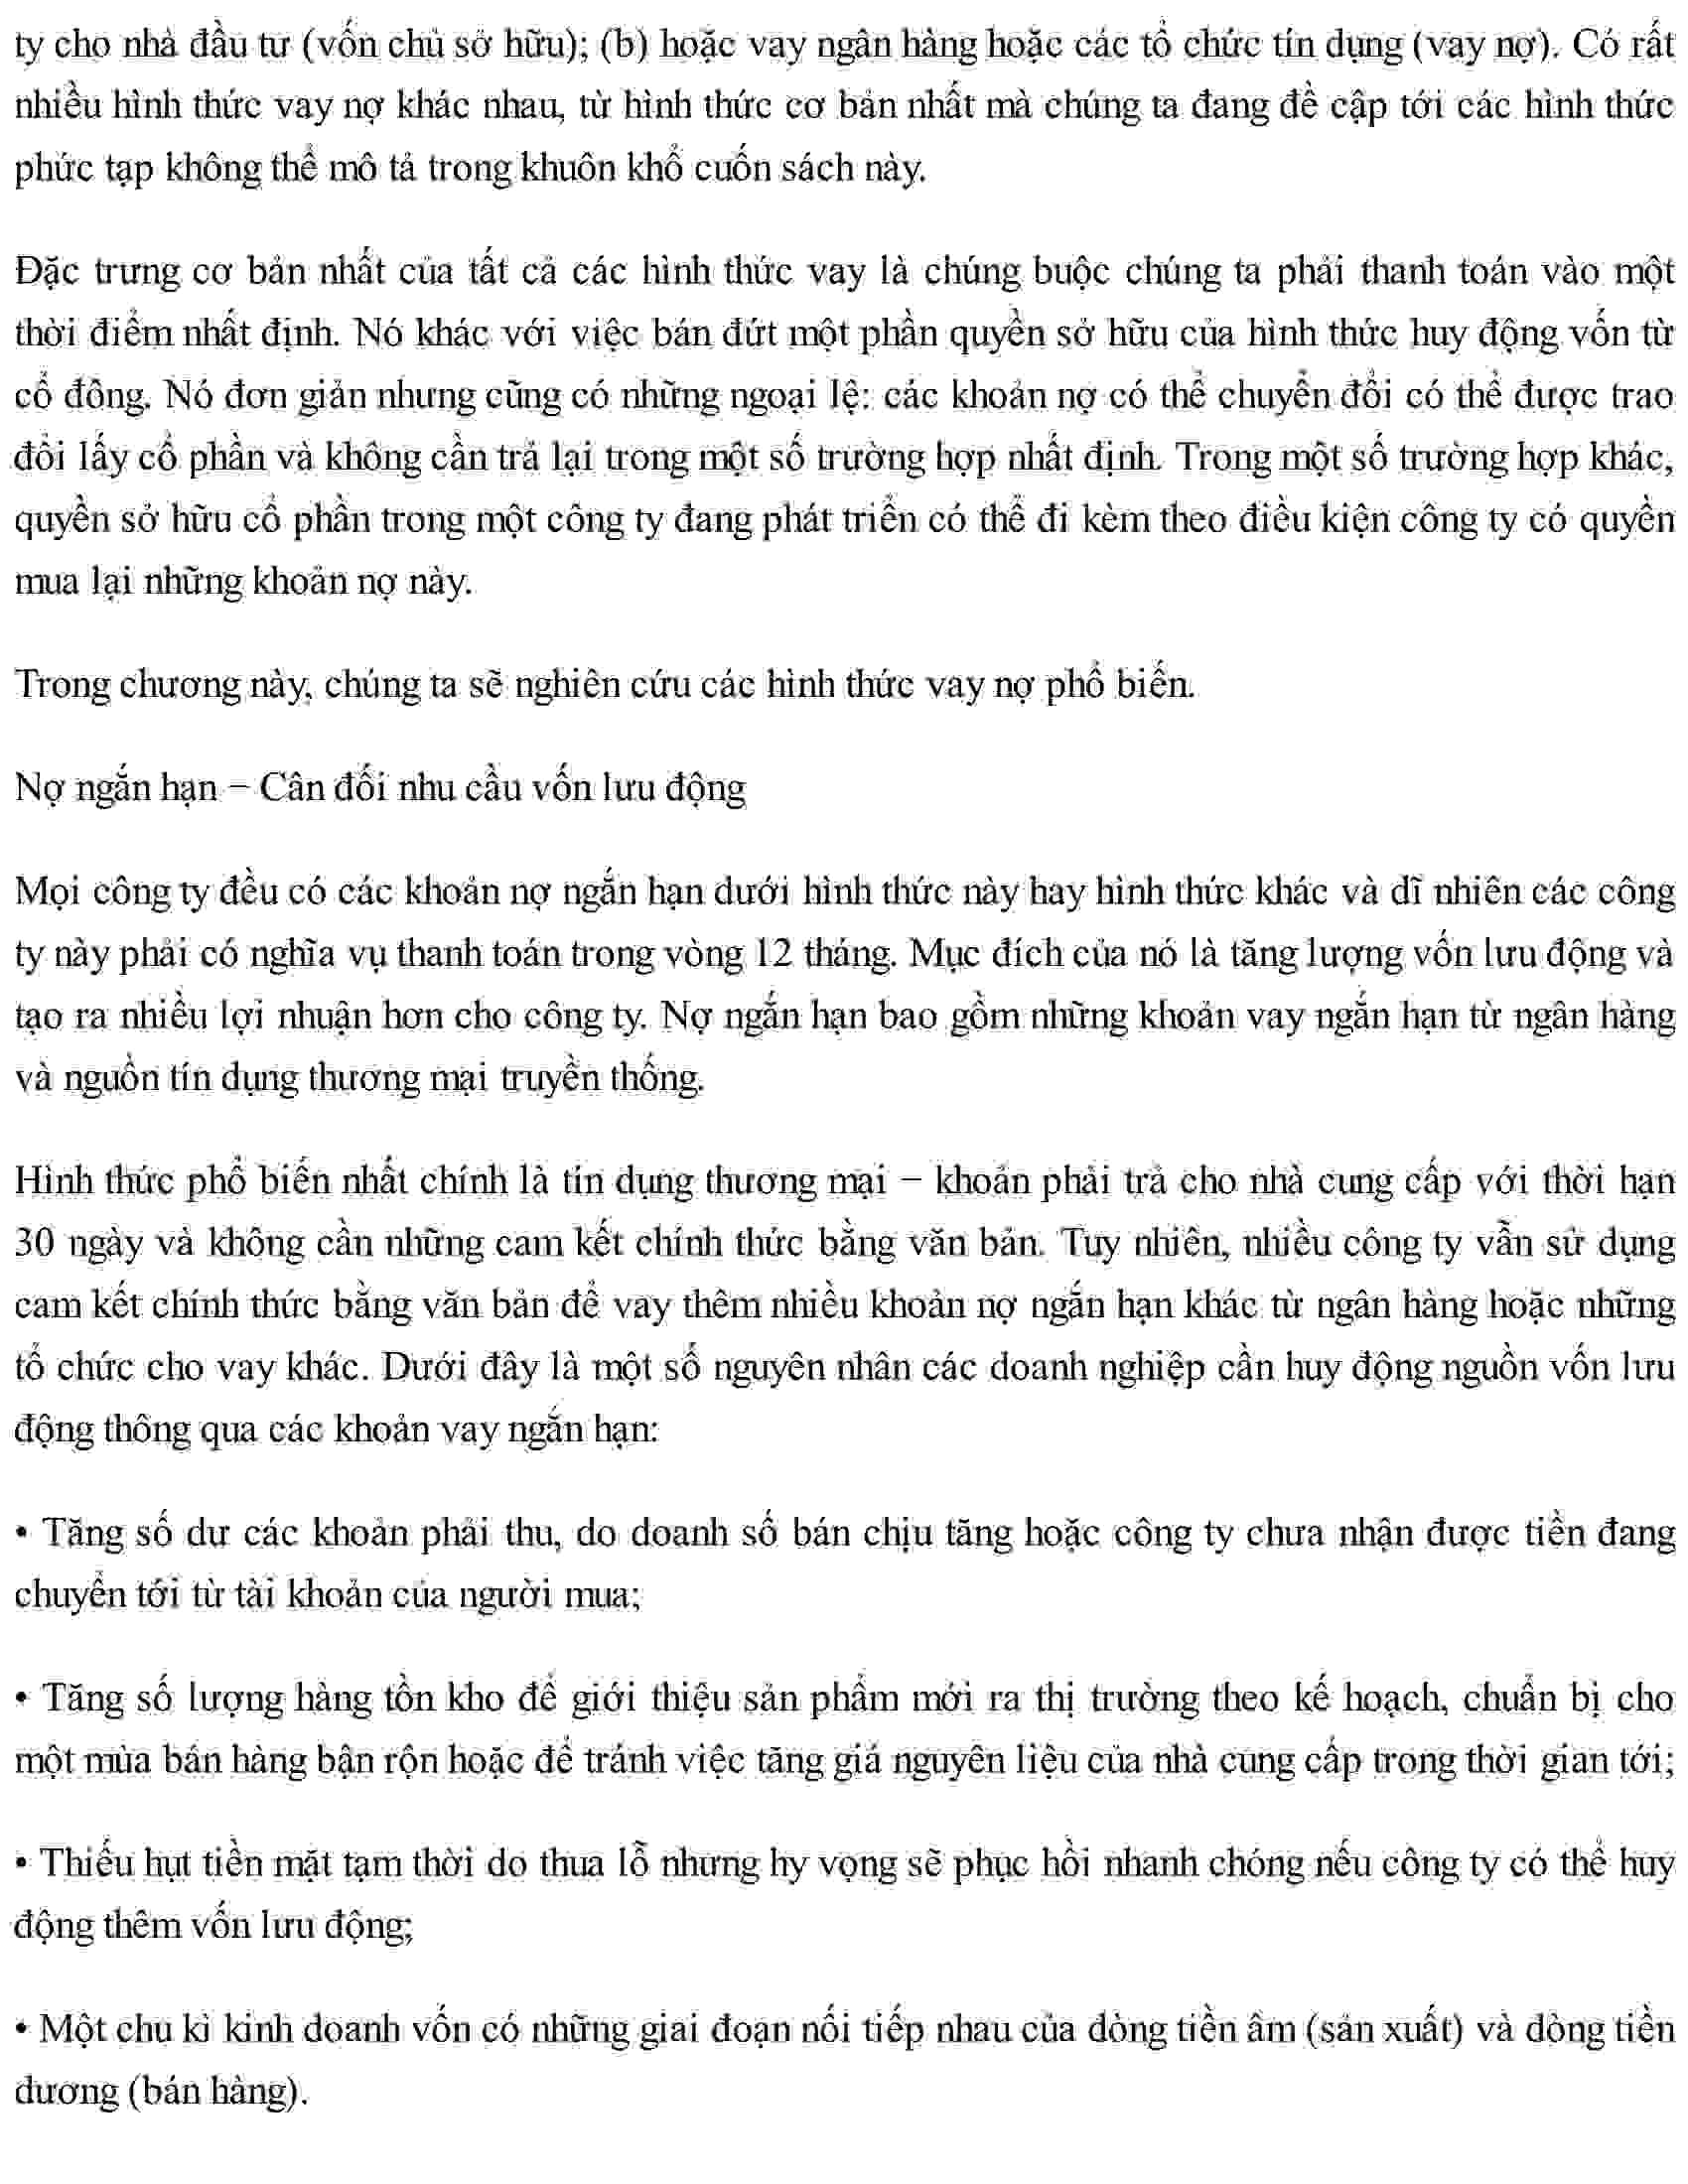 ty cho nhà đầu tư (vốn chủ sở hữu); (b) hoặc vay ngân hàng hoặc các tổ chức tín dụng (vay nợ). Có rất
nhiều hình thức vay nợ khác nhau, từ hình thức cơ bản nhất mà chúng ta đang đề cập tới các hình thức
phức tạp không thể mô tả trong khuôn khổ cuốn sách này.
Đặc trưng cơ bản nhất của tất cả các hình thức vay là chúng buộc chúng ta phải thanh toán vào một
thời điểm nhất định. Nó khác với việc bán đứt một phần quyền sở hữu của hình thức huy động vốn từ
cổ đông. Nó đơn giản nhưng cũng có những ngoại lệ: các khoản nợ có thể chuyển đổi có thể được trao
đổi lấy cổ phần và không cần trả lại trong một số trường hợp nhất định. Trong một số trường hợp khác,
quyền sở hữu cổ phần trong một công ty đang phát triển có thể đi kèm theo điều kiện công ty có quyền
mua lại những khoản nợ này.
Trong chương này, chúng ta sẽ nghiên cứu các hình thức vay nợ phổ biến.
Nợ ngắn hạn – Cân đối nhu cầu vốn lưu động
Mọi công ty đều có các khoản nợ ngắn hạn dưới hình thức này hay hình thức khác và dĩ nhiên các công
ty này phải có nghĩa vụ thanh toán trong vòng 12 tháng. Mục đích của nó là tăng lượng vốn lưu động và
tạo ra nhiều lợi nhuận hơn cho công ty. Nợ ngắn hạn bao gồm những khoản vay ngắn hạn từ ngân hàng
và nguồn tín dụng thương mại truyền thống.
Hình thức phổ biến nhất chính là tín dụng thương mại – khoản phải trả cho nhà cung cấp với thời hạn
30 ngày và không cần những cam kết chính thức bằng văn bản. Tuy nhiên, nhiều công ty vẫn sử dụng
cam kết chính thức bằng văn bản để vay thêm nhiều khoản nợ ngắn hạn khác từ ngân hàng hoặc những
tổ chức cho vay khác. Dưới đây là một số nguyên nhân các doanh nghiệp cần huy động nguồn vốn lưu
động thông qua các khoản vay ngắn hạn:
• Tăng số dư các khoản phải thu, do doanh số bán chịu tăng hoặc công ty chưa nhận được tiền đang
chuyển tới từ tài khoản của người mua;
• Tăng số lượng hàng tồn kho để giới thiệu sản phẩm mới ra thị trường theo kế hoạch, chuẩn bị cho
một mùa bán hàng bận rộn hoặc để tránh việc tăng giá nguyên liệu của nhà cung cấp trong thời gian tới;
• Thiếu hụt tiền mặt tạm thời do thua lỗ nhưng hy vọng sẽ phục hồi nhanh chóng nếu công ty có thể huy
động thêm vốn lưu động;
• Một chu kì kinh doanh vốn có những giai đoạn nối tiếp nhau của dòng tiền âm (sản xuất) và dòng tiền
dương (bán hàng).